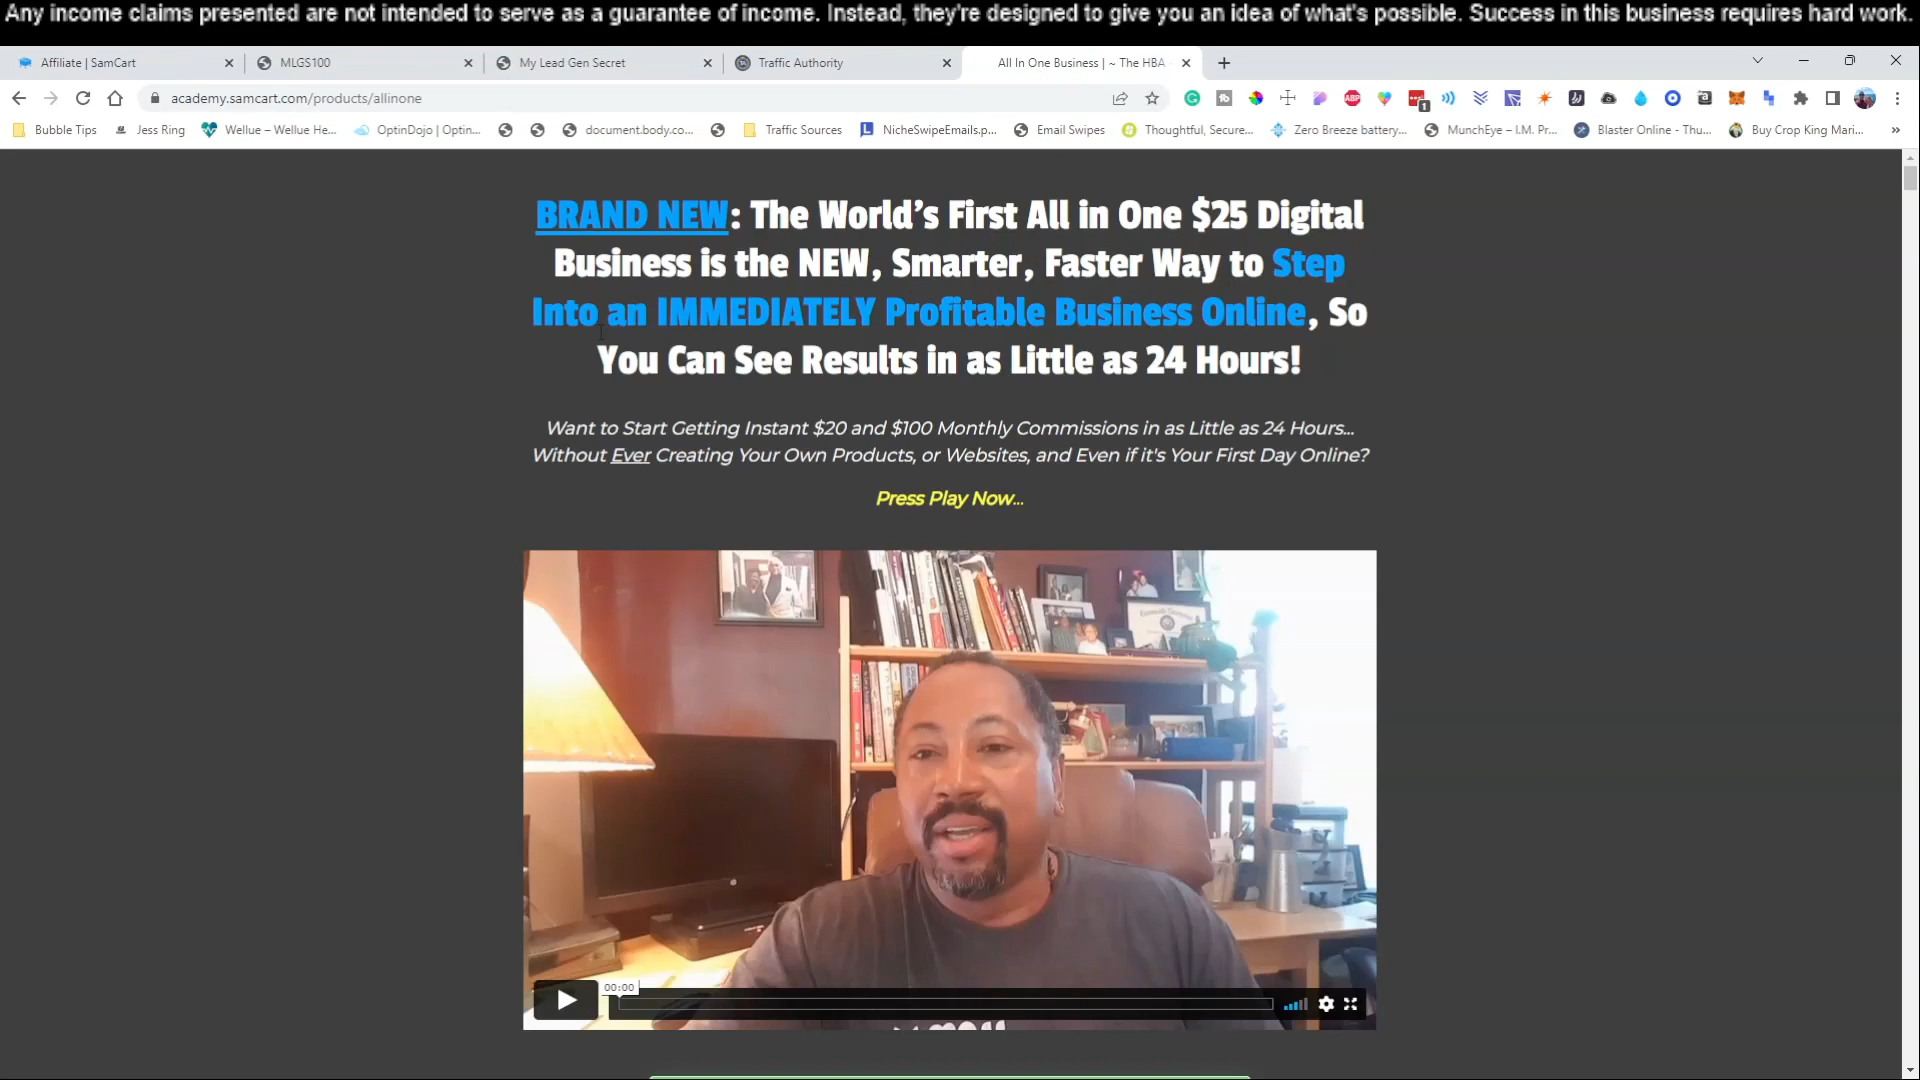 Any income claims presented are not intended to serve as a guarantee of income. Instead, they're designed to give you an idea of what's possible. Success in this business requires hard work.
Affiliate | SamCart
MLGS100
My Lead Gen Secret
Traffic Authority
All In One Business | ~ The HBA
academy.samcart.com/products/allinone
1
Bubble Tips
Jess Ring
Wellue – Wellue He...
OptinDojo | Optin...
document.body.co...
Traffic Sources
NicheSwipeEmails.p...
Email Swipes
Thoughtful, Secure...
Zero Breeze battery...
MunchEye – I.M. Pr...
Blaster Online - Thu...
Buy Crop King Mari...
BRAND NEW: The World's First All in One $25 Digital
Business is the NEW, Smarter, Faster Way to Step
Into an IMMEDIATELY Profitable Business Online, So
You Can See Results in as Little as 24 Hours!
Want to Start Getting Instant $20 and $100 Monthly Commissions in as Little as 24 Hours...
Without Ever Creating Your Own Products, or Websites, and Even if it's Your First Day Online?
Press Play Now...
00:00